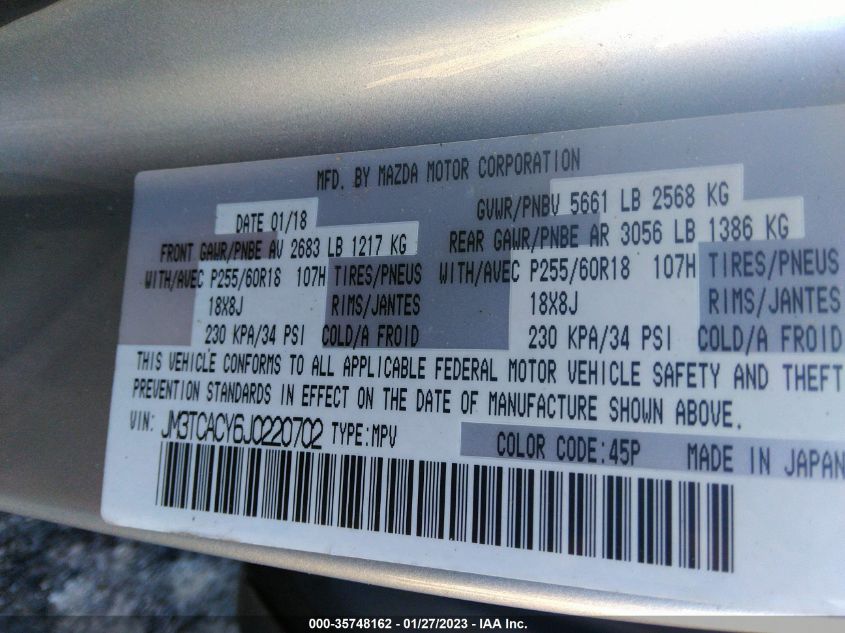 MFD. BY MAZDA MOTOR CORPORATION
DATE 01/18 GVWR/PNBV 5661 LB 2568 KG
FRONT GAWR/PNBE AV 2683 LB 1217 KG REAR GAWR/PNBE AR 3056 LB 1386 KG
WITH/AVEC P255/60R18 107H TIRES/PNEUS WITH/AVEC P255/60R18 107H TIRES/PNEUS
18X8J RIMS/JANTES 18X8J RIMS/JANTES
230 KPA/34 PSI COLD/A FROID 230 KPA/34 PSI COLD/A FROID
THIS VEHICLE CONFORMS TO ALL APPLICABLE FEDERAL MOTOR VEHICLE SAFETY AND THEFT
PREVENTION STANDARDS IN EFFECT ON THE DATE OF MANUFACTURE SHOWN ABOVE.
VIN: JM3TCACY6J0220702 TYPE:MPV COLOR CODE:45P MADE IN JAPAN
000-35748162 - 01/27/2023 - IAA Inc.